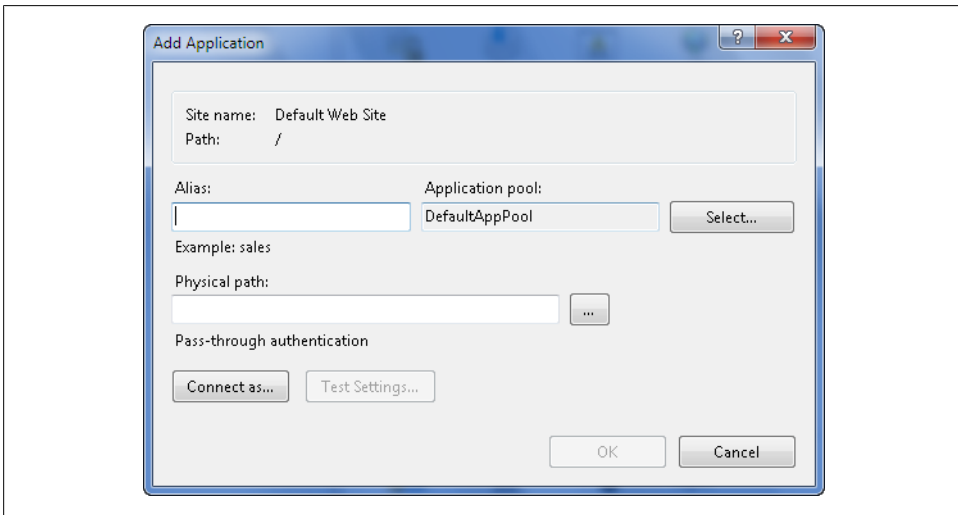 Add Application
?
X
Site name: Default Web Site
Path: /
Alias:
Application pool:
DefaultAppPool
Select...
Example: sales
Physical path:
...
Pass-through authentication
Connect as...
Test Settings...
OK
Cancel